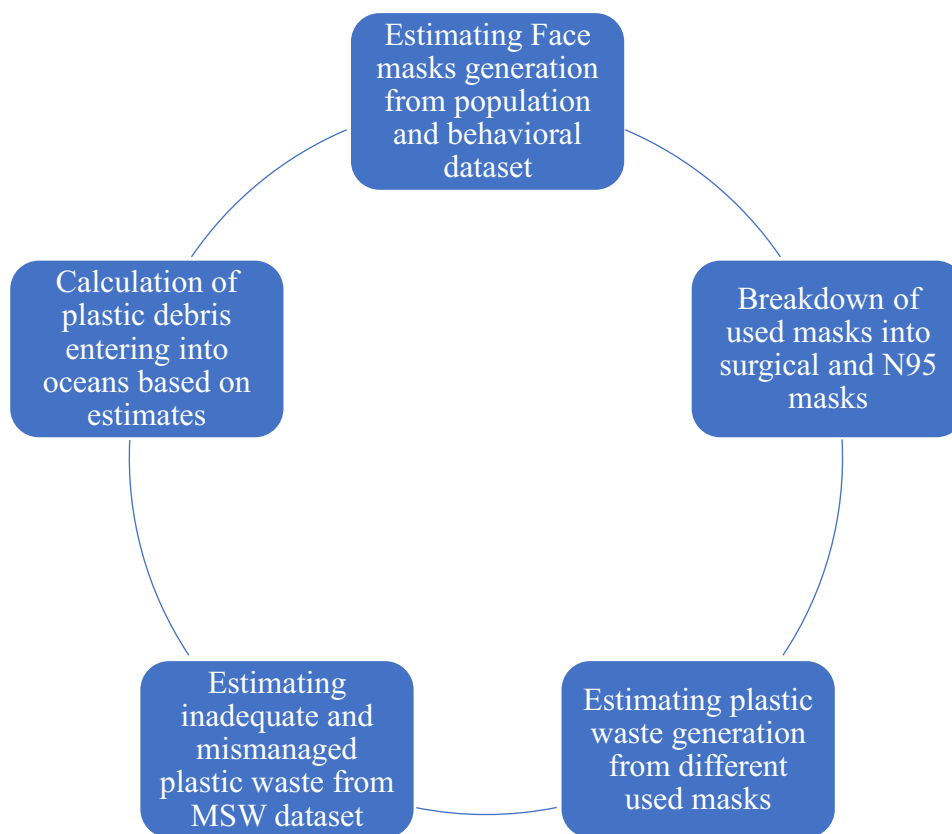 Estimating Face
masks generation
from population
and behavioral
dataset
Breakdown of
used masks into
surgical and N95
masks
Estimating plastic
waste generation
from different
used masks
Estimating
inadequate and
mismanaged
plastic waste from
MSW dataset
Calculation of
plastic debris
entering into
oceans based on
estimates